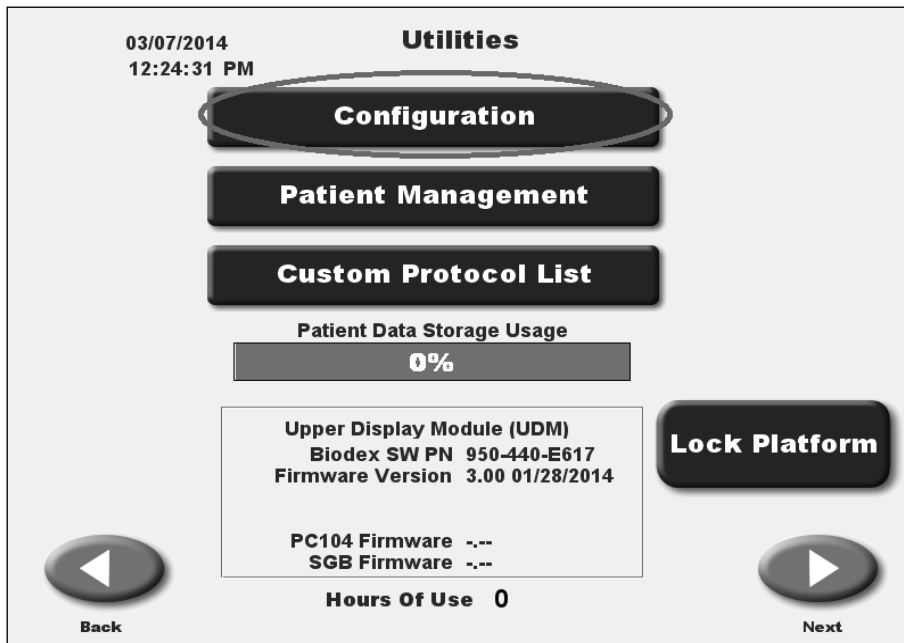 03/07/2014
Utilities
12:24:31 PM
Configuration
Patient Management
Custom Protocol List
Patient Data Storage Usage
0%
Upper Display Module (UDM)
Biodex SW PN 950-440-E617
Firmware Version 3.00 01/28/2014
Lock Platform
PC104 Firmware -.--
SGB Firmware -.--
Hours Of Use 0
Back
Next